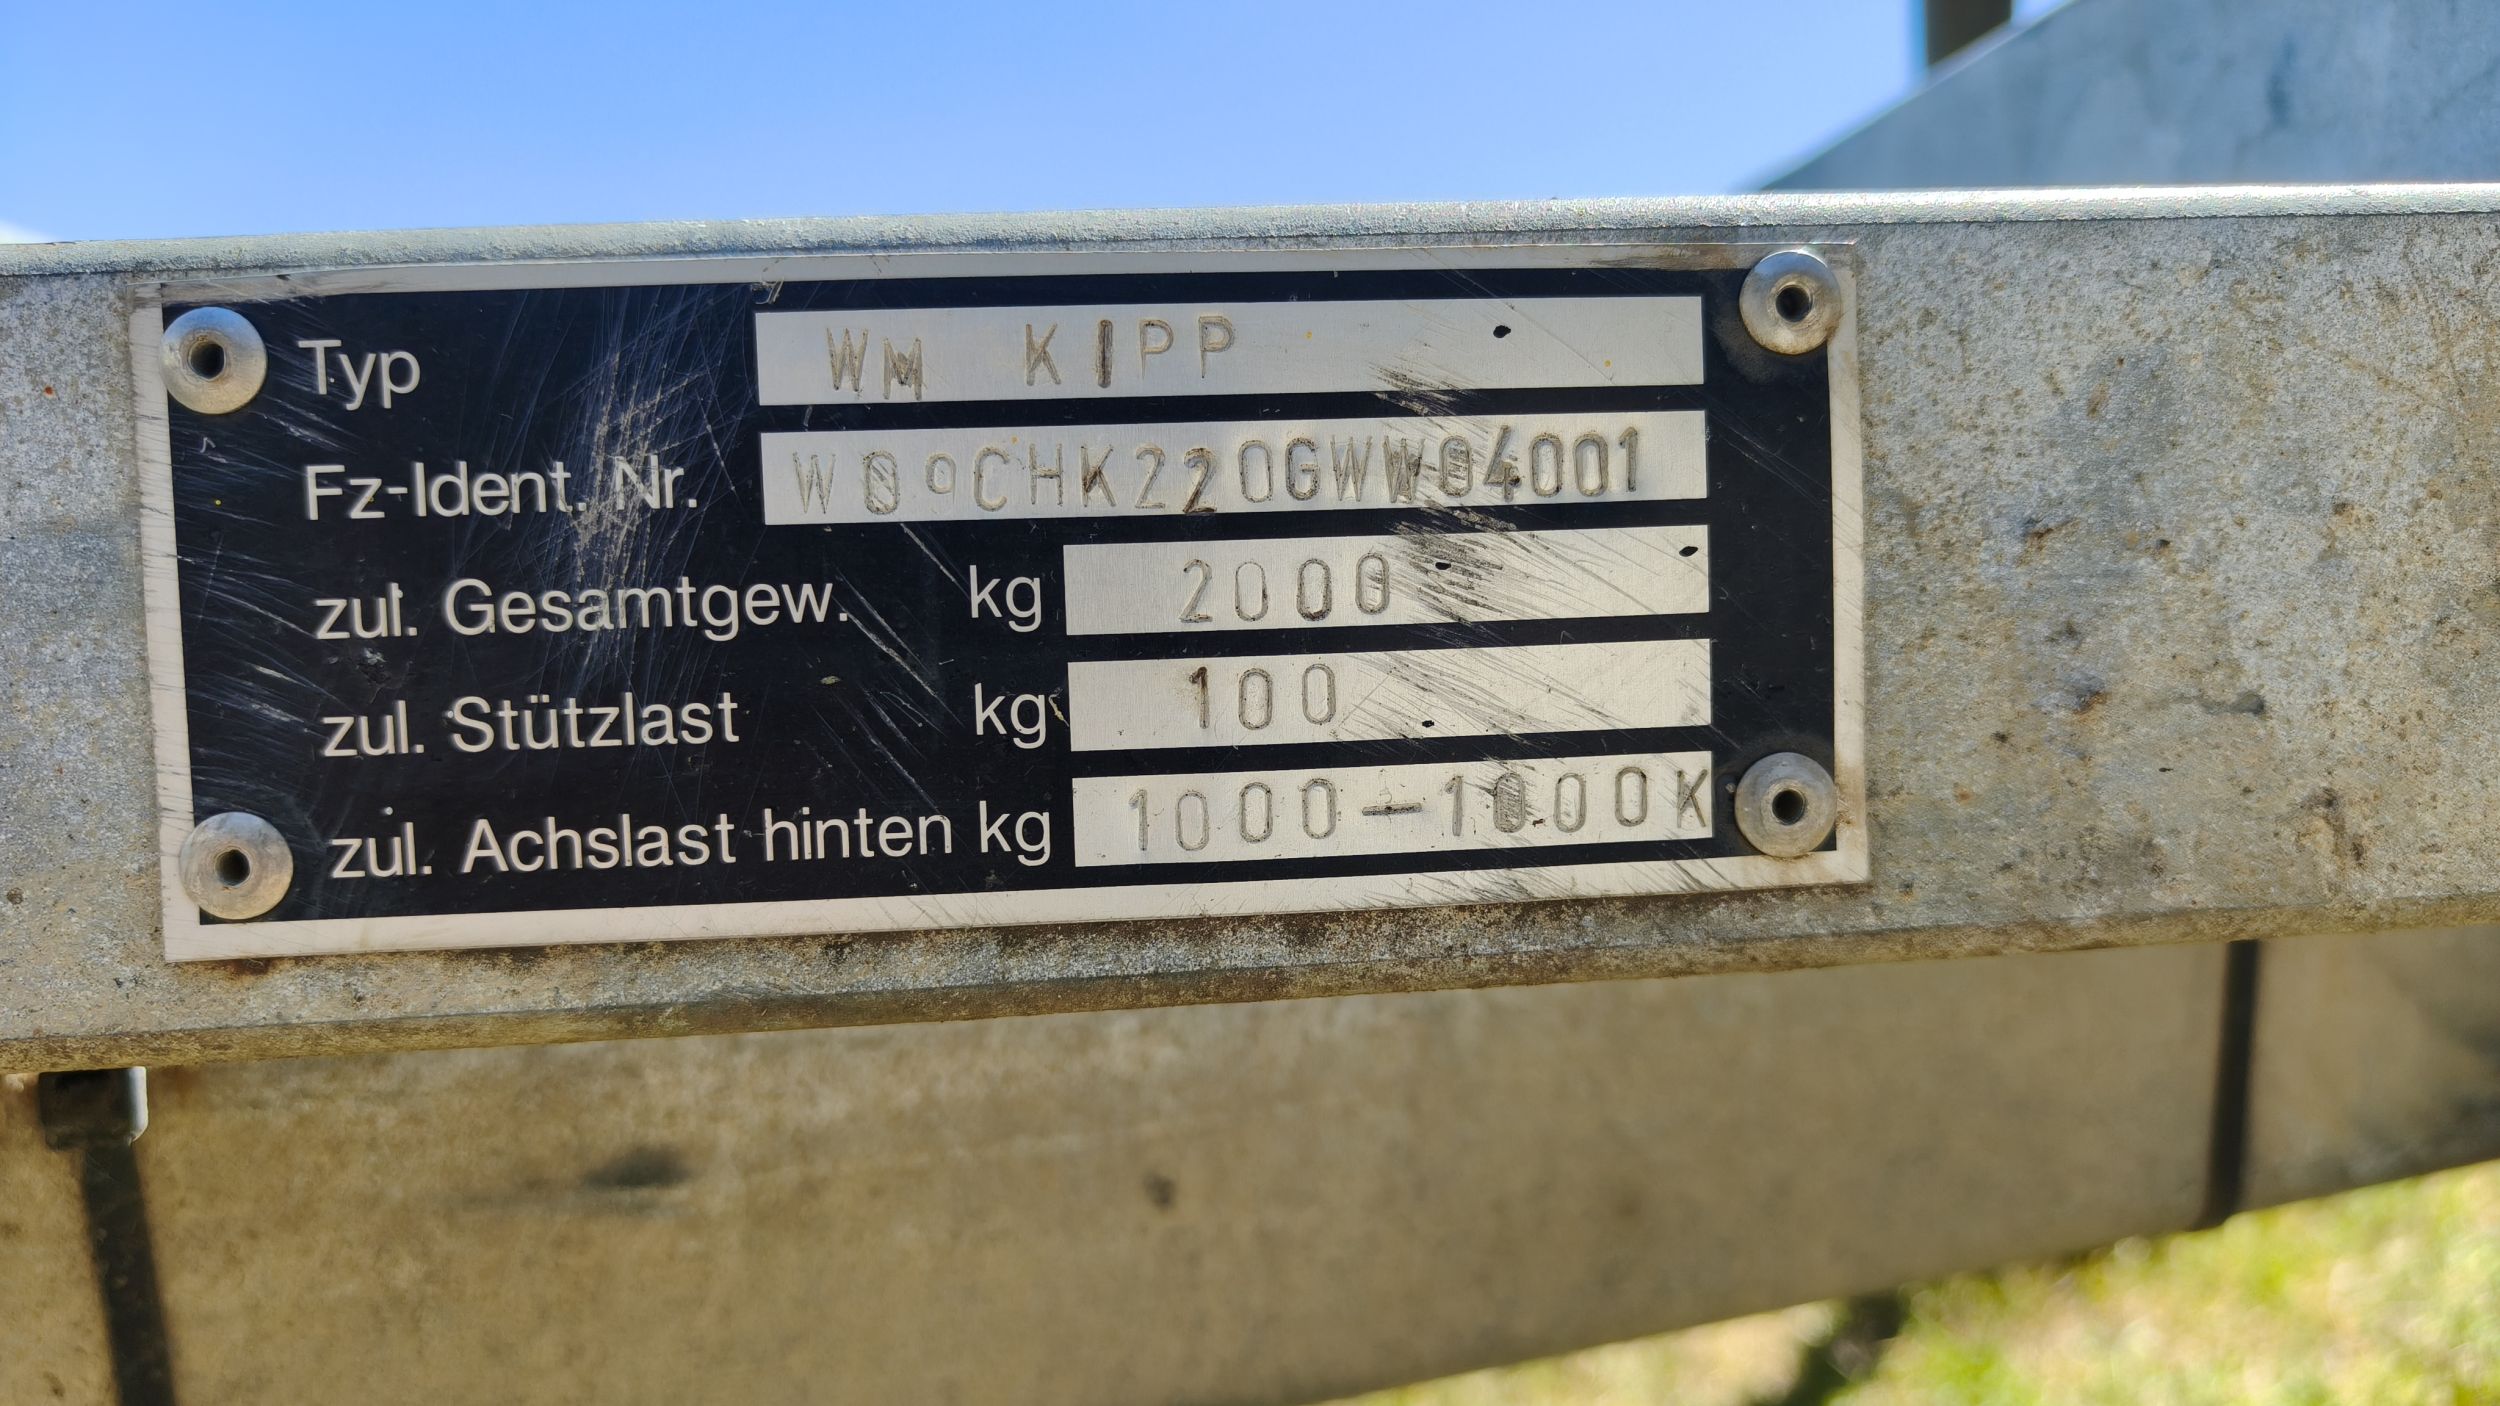 Typ WM KIPP
Fz-Ident. Nr. W09CHK220GWW04001
zul. Gesamtgew. kg 2000
zul. Stützlast kg 100
zul. Achslast hinten kg 1000-1000K